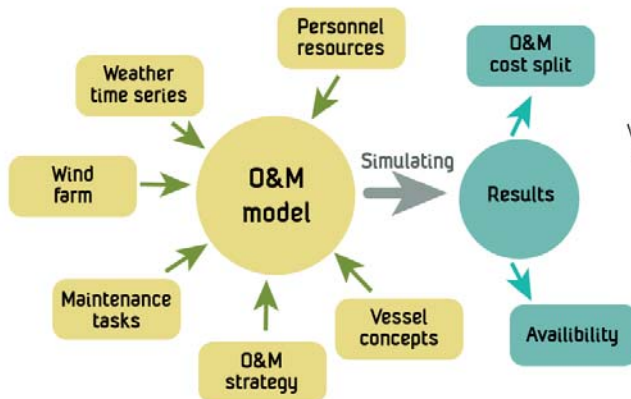 Personnel
resources
O&M
cost split
Weather
time series
Simulating
Wind
farm
O&M
model
Results
Maintenance
tasks
Vessel
concepts
Availibility
O&M
strategy